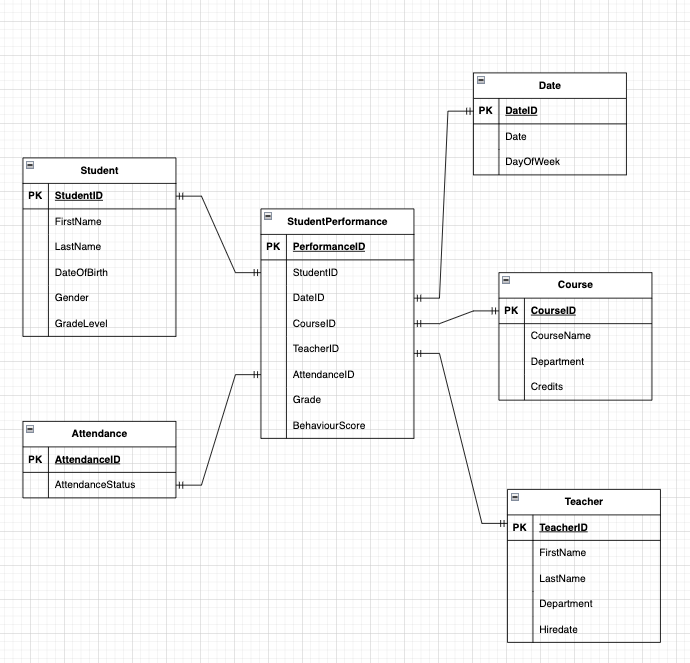 Date
PK DateID
Date
DayOfWeek
Student
PK StudentID
FirstName
LastName
DateOfBirth
Gender
GradeLevel
StudentPerformance
PK PerformanceID
StudentID
DateID
CourseID
TeacherID
AttendanceID
Grade
BehaviourScore
Course
PK CourseID
CourseName
Department
Credits
Attendance
PK AttendanceID
AttendanceStatus
Teacher
PK TeacherID
FirstName
LastName
Department
Hiredate